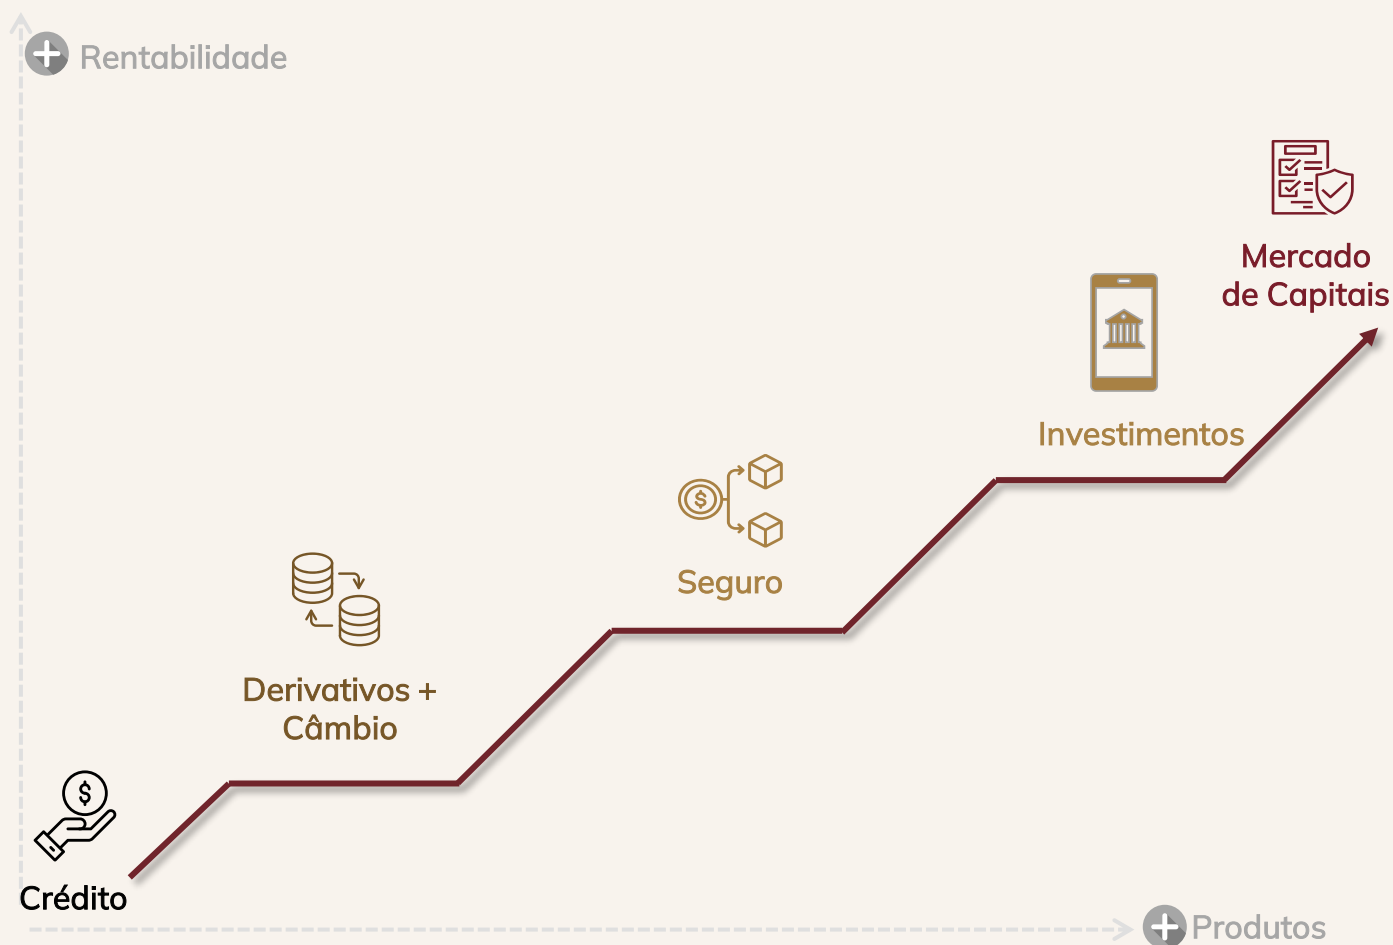 Rentabilidade
Mercado
de Capitais
Investimentos
$
Seguro
Derivativos +
Câmbio
$
Crédito
Produtos